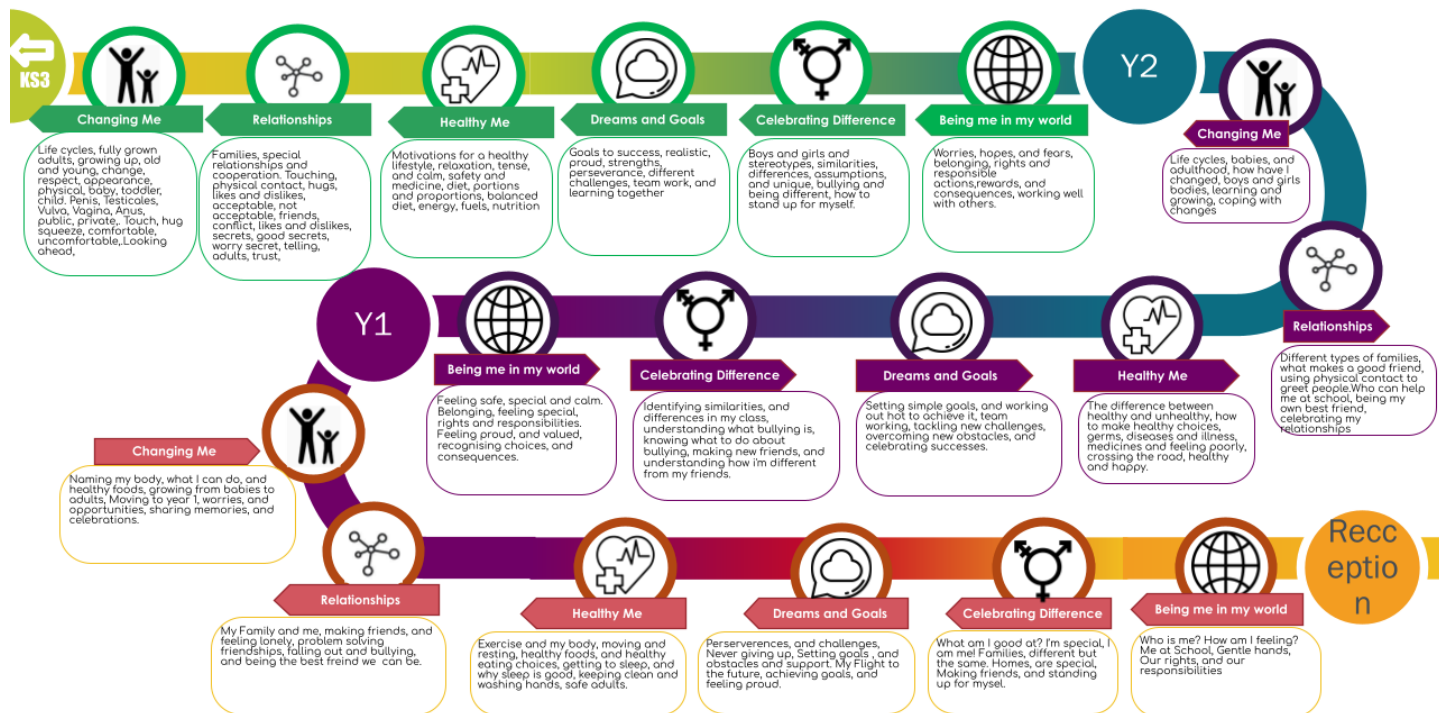 KS3
Changing Me
Life cycles, fully grown
adults, growing up, old
and young, change,
respect, appearance,
physical, baby, toddler,
child. Penis, Testicales,
Vulva, Vagina, Anus,
public, private,. Touch, hug
squeeze, comfortable,
uncomfortable,.Looking
ahead,
Relationships
Families, special
relationships and
cooperation. Touching,
physical contact, hugs,
likes and dislikes,
acceptable, not
acceptable, friends,
conflict, likes and dislikes,
secrets, good secrets,
worry secret, telling,
adults, trust,
Healthy Me
Motivations for a healthy
lifestyle, relaxation, tense,
and calm, safety and
medicine, diet, portions
and proportions, balanced
diet, energy, fuels, nutrition
Dreams and Goals
Goals to success, realistic,
proud, strengths,
perseverance, different
challenges, team work, and
learning together
Celebrating Difference
Boys and girls and
stereotypes, similarities,
differences, assumptions,
and unique, bullying and
being different, how to
stand up for myself.
Being me in my world
Worries, hopes, and fears,
belonging, rights and
responsible
actions,rewards, and
consequences, working well
with others.
Y2
Changing Me
Life cycles, babies, and
adulthood, how have I
changed, boys and girls
bodies, learning and
growing, coping with
changes
Relationships
Different types of families,
what makes a good friend,
using physical contact to
greet people.Who can help
me at school, being my
own best friend,
celebrating my
relationships
Y1
Being me in my world
Feeling safe, special and calm.
Belonging, feeling special,
rights and responsibilities.
Feeling proud, and valued,
recognising choices, and
consequences.
Celebrating Difference
Identifying similarities, and
differences in my class,
understanding what bullying is,
knowing what to do about
bullying, making new friends, and
understanding how i'm different
from my friends.
Dreams and Goals
Setting simple goals, and working
out hot to achieve it, team
working, tackling new challenges,
overcoming new obstacles, and
celebrating successes.
Healthy Me
The difference between
healthy and unhealthy, how
to make healthy choices,
germs, diseases and illness,
medicines and feeling poorly,
crossing the road, healthy
and happy.
Changing Me
Naming my body, what I can do, and
healthy foods, growing from babies to
adults, Moving to year 1, worries, and
opportunities, sharing memories, and
celebrations.
Relationships
My Family and me, making friends, and
feeling lonely, problem solving
friendships, falling out and bullying,
and being the best freind we can be.
Healthy Me
Exercise and my body, moving and
resting, healthy foods, and healthy
eating choices, getting to sleep, and
why sleep is good, keeping clean and
washing hands, safe adults.
Dreams and Goals
Perserverences, and challenges,
Never giving up, Setting goals , and
obstacles and support. My Flight to
the future, achieving goals, and
feeling proud.
Celebrating Difference
What am I good at? I'm special, I
am me! Families, different but
the same. Homes, are special,
Making friends, and standing
up for mysel.
Being me in my world
Who is me? How am I feeling?
Me at School, Gentle hands,
Our rights, and our
responsibilities
Recc
eptio
n